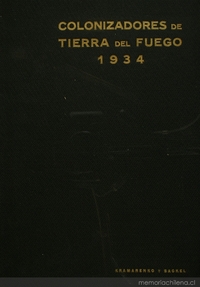 COLONIZADORES DE
TIERRA DEL FUEGO
1934
©memoriachilena.cl